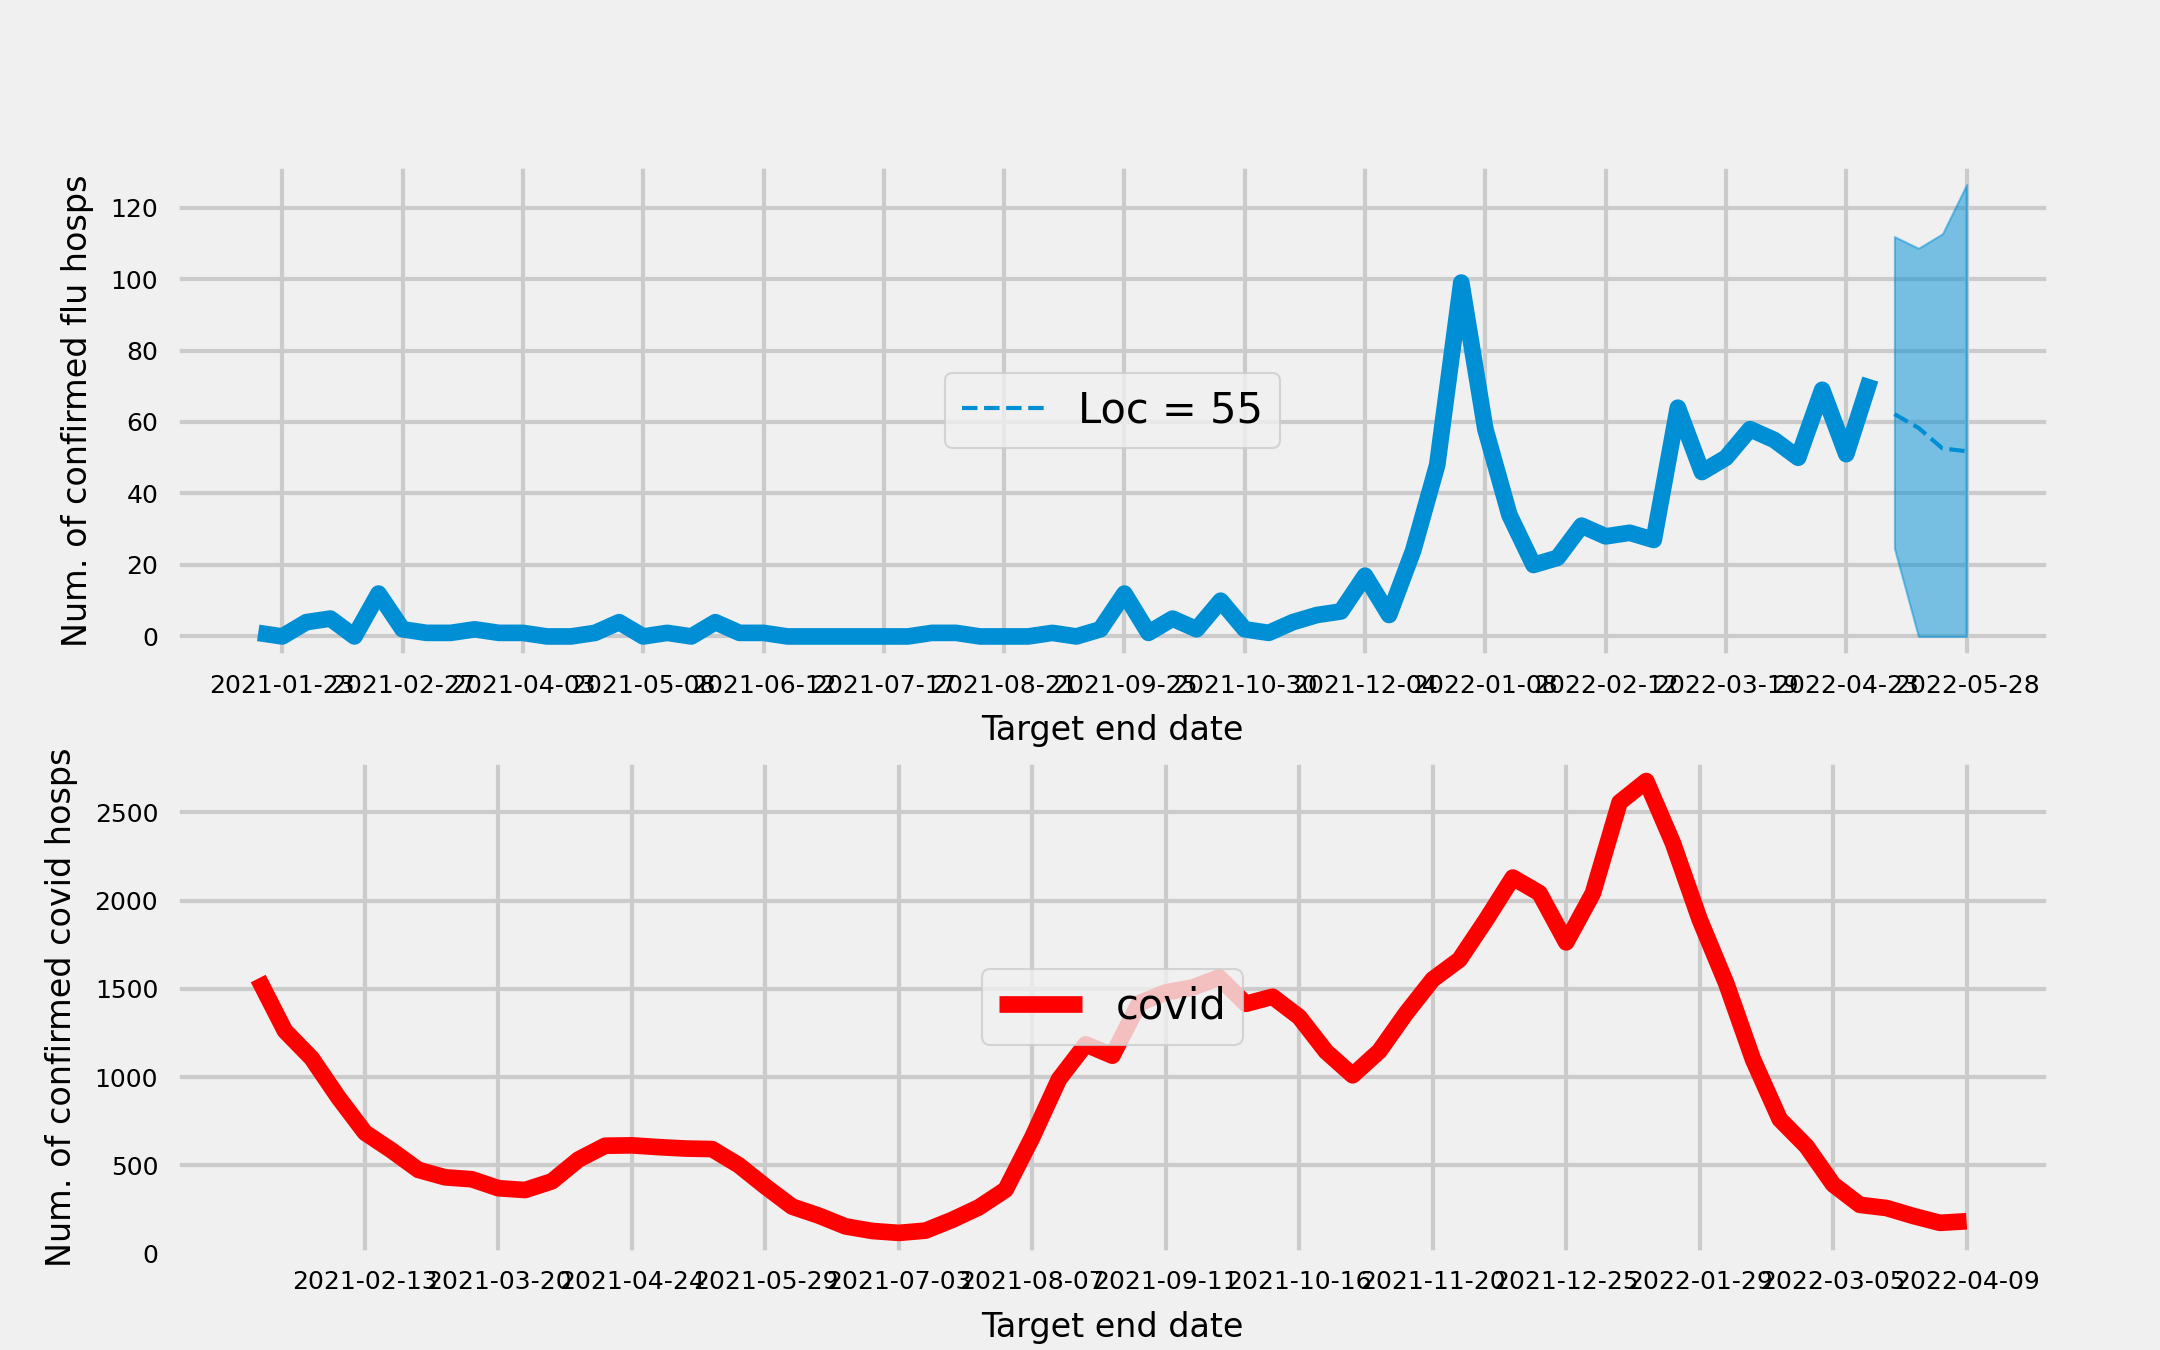 Num. of confirmed flu hosps
120
100
80
60
40
20
0
Loc = 55
2021-01-23 2021-02-27 2021-04-03 2021-05-08 2021-06-12 2021-07-17 2021-08-21 2021-09-25 2021-10-30 2021-12-04 2022-01-08 2022-02-12 2022-03-19 2022-04-23 2022-05-28
Target end date
Num. of confirmed covid hosps
2500
2000
1500
1000
500
0
covid
2021-02-13 2021-03-20 2021-04-24 2021-05-29 2021-07-03 2021-08-07 2021-09-11 2021-10-16 2021-11-20 2021-12-25 2022-01-29 2022-03-05 2022-04-09
Target end date